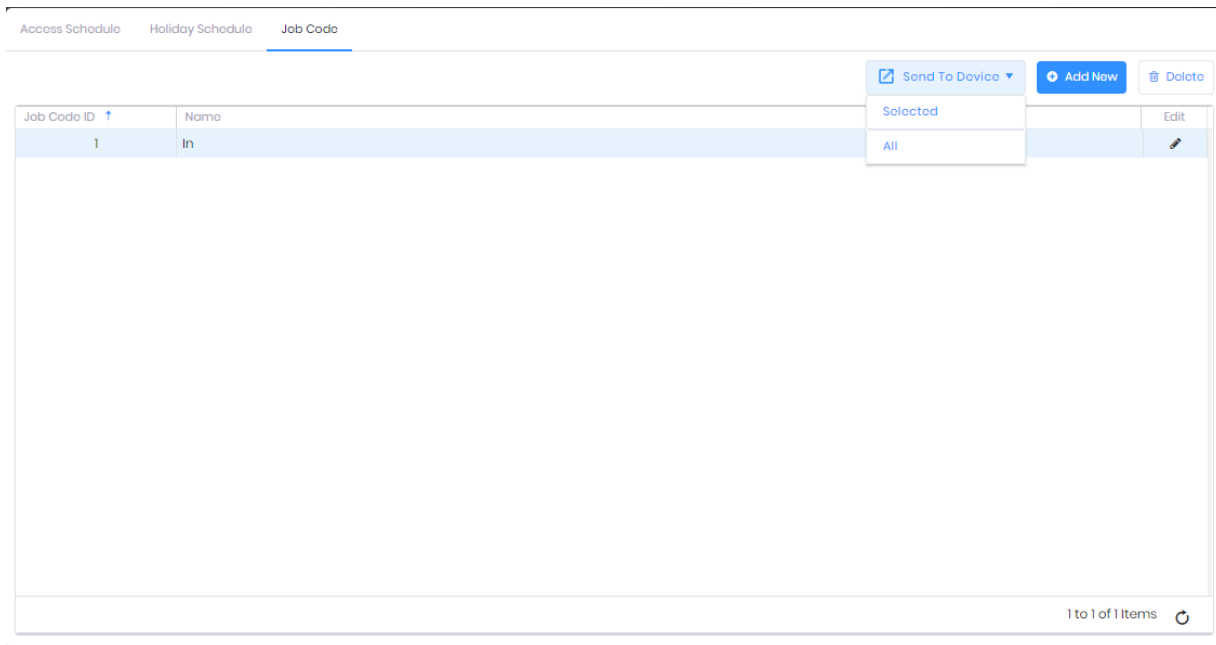 Access Schedule Holiday Schedule Job Code
Send To Device Add New Delete
Selected
All
Job Code ID Name Edit
1 In
1 to 1 of 1 Items